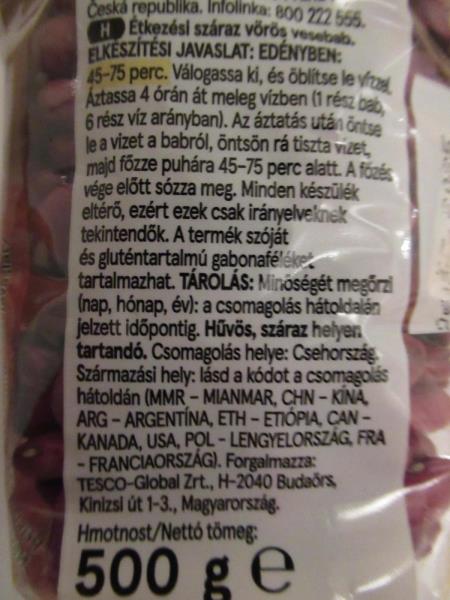 Česká republika. Infolinka: 800 222 555.
H Étkezési száraz vörös vesebab.
ELKÉSZÍTÉSI JAVASLAT: EDÉNYBEN:
45-75 perc. Válogassa ki, és öblítse le vízzel.
Áztassa 4 órán át meleg vízben (1 rész bab,
6 rész víz arányban). Az áztatás után öntse
le a vizet a babról, öntsön rá tiszta vizet,
majd főzze puhára 45-75 perc alatt. A főzés
vége előtt sózza meg. Minden készülék
eltérő, ezért ezek csak irányelveknek
tekintendők. A termék szóját
és gluténtartalmú gabonaféléket
tartalmazhat. TÁROLÁS: Minőségét megőrzi
(nap, hónap, év): a csomagolás hátoldalán
jelzett időpontig. Hűvös, száraz helyen
tartandó. Csomagolás helye: Csehország.
Származási hely: lásd a kódot a csomagolás
hátoldán (MMR - MIANMAR, CHN - KÍNA,
ARG - ARGENTÍNA, ETH - ETIÓPIA, CAN -
KANADA, USA, POL - LENGYELORSZÁG, FRA
- FRANCIAORSZÁG). Forgalmazza:
TESCO-Global Zrt., H-2040 Budaörs,
Kinizsi út 1-3., Magyarország.
Hmotnost/Nettó tömeg:
500 g e